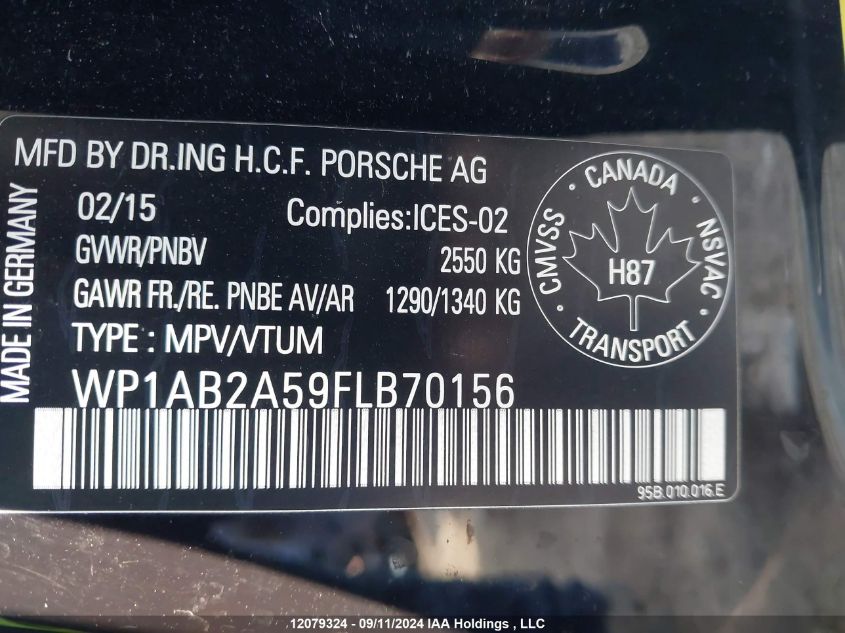 MFD BY DR.ING H.C.F. PORSCHE AG
MADE IN GERMANY
02/15 Complies:ICES-02
GVWR/PNBV 2550 KG
GAWR FR./RE. PNBE AV/AR 1290/1340 KG
TYPE : MPV/VTUM
WP1AB2A59FLB70156
CANADA · NSVAC · TRANSPORT · CMVSS ·
H87
95B.010.016.E
12079324 - 09/11/2024 IAA Holdings , LLC